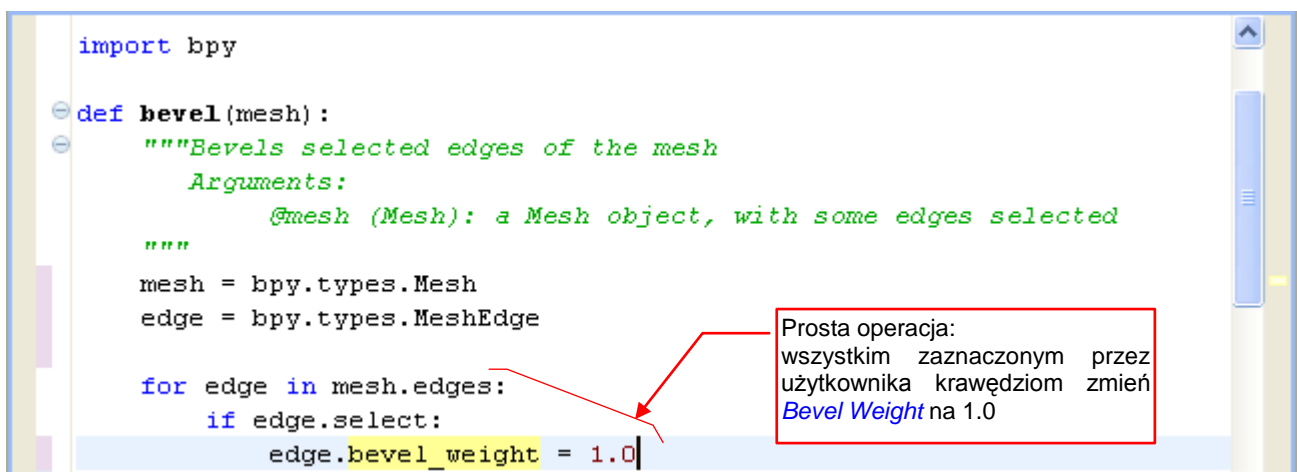 import bpy
def bevel(mesh):
"""Bevels selected edges of the mesh
Arguments:
@mesh (Mesh): a Mesh object, with some edges selected
"""
mesh = bpy.types.Mesh
edge = bpy.types.MeshEdge
for edge in mesh.edges:
if edge.select:
edge.bevel_weight = 1.0
Prosta operacja:
wszystkim zaznaczonym przez
użytkownika krawędziom zmień
Bevel Weight na 1.0